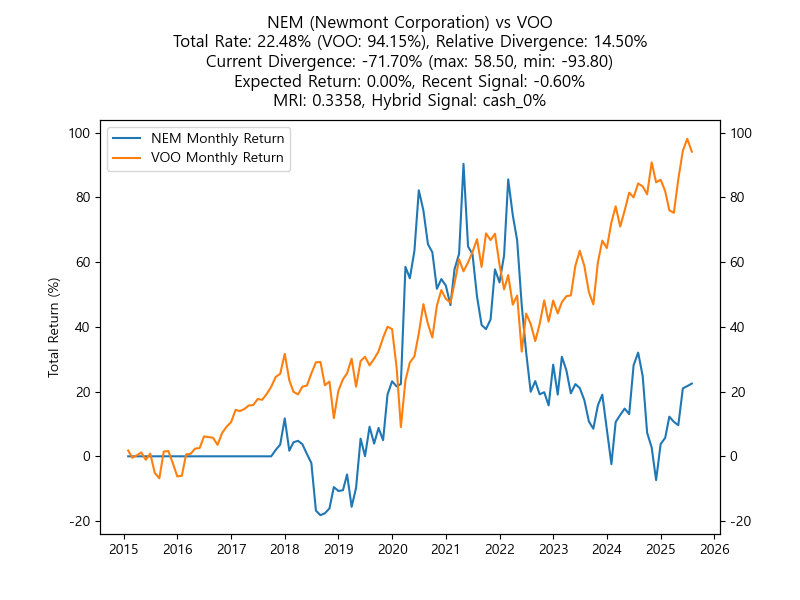 NEM (Newmont Corporation) vs VOO
Total Rate: 22.48% (VOO: 94.15%), Relative Divergence: 14.50%
Current Divergence: -71.70% (max: 58.50, min: -93.80)
Expected Return: 0.00%, Recent Signal: -0.60%
MRI: 0.3358, Hybrid Signal: cash_0%
NEM Monthly Return
VOO Monthly Return
Total Return (%)
100
80
60
40
20
0
-20
100
80
60
40
20
0
-20
2015 2016 2017 2018 2019 2020 2021 2022 2023 2024 2025 2026